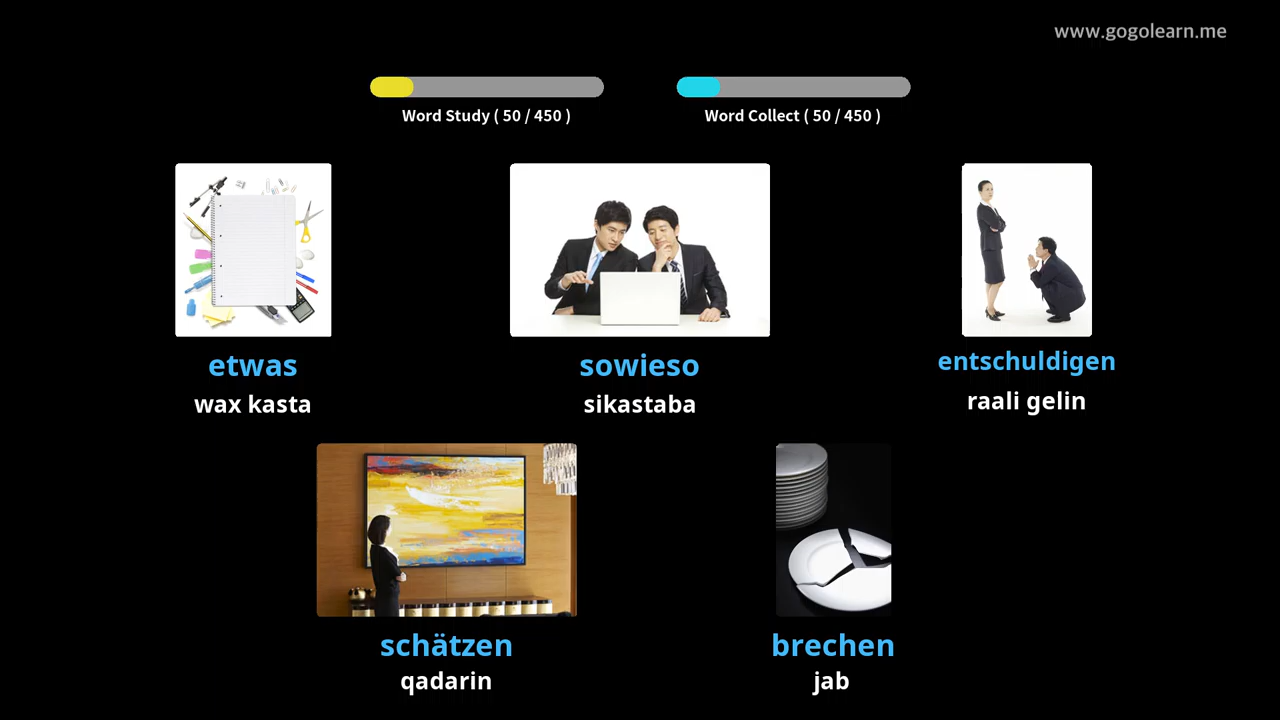 www.gogolearn.me
Word Study ( 50 / 450 )
Word Collect ( 50 / 450 )
etwas
wax kasta
sowieso
sikastaba
entschuldigen
raali gelin
schätzen
qadarin
brechen
jab